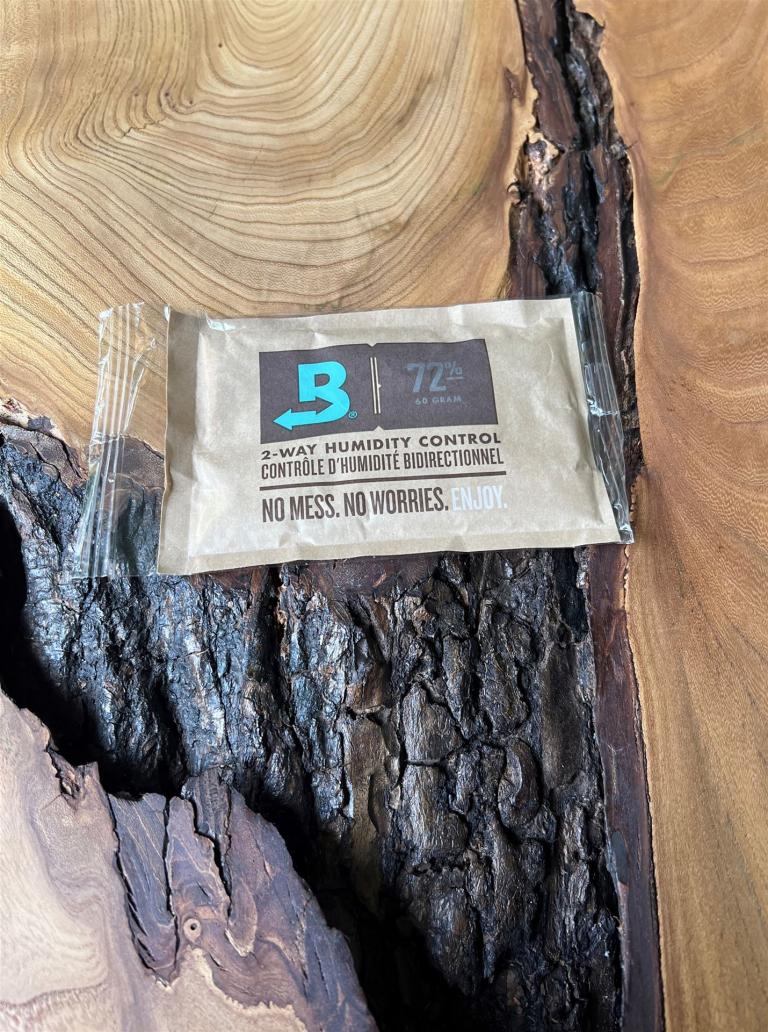 B®
72%
60 GRAM
2-WAY HUMIDITY CONTROL
CONTRÔLE D'HUMIDITÉ BIDIRECTIONNEL
NO MESS. NO WORRIES. ENJOY.